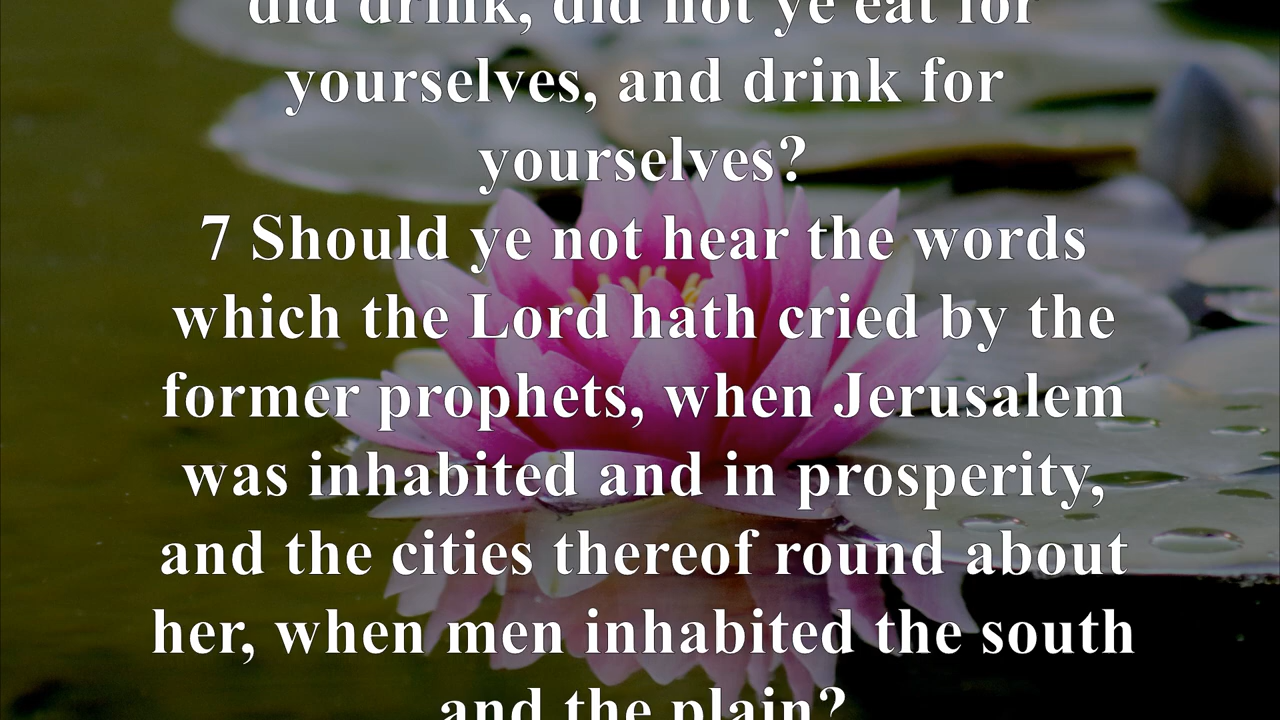 did drink, did not ye eat for
yourselves, and drink for
yourselves?
7 Should ye not hear the words
which the Lord hath cried by the
former prophets, when Jerusalem
was inhabited and in prosperity,
and the cities thereof round about
her, when men inhabited the south
and the plain?